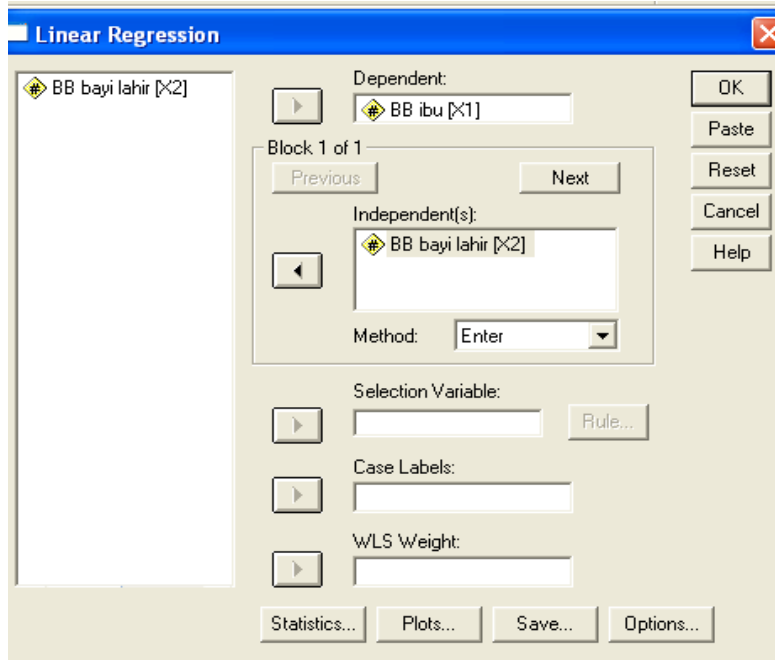 Linear Regression
BB bayi lahir [X2]
Dependent:
BB ibu [X1]
OK
Paste
Reset
Cancel
Help
Block 1 of 1
Previous
Next
Independent(s):
BB bayi lahir [X2]
Method:
Enter
Selection Variable:
Rule...
Case Labels:
WLS Weight:
Statistics...
Plots...
Save...
Options...